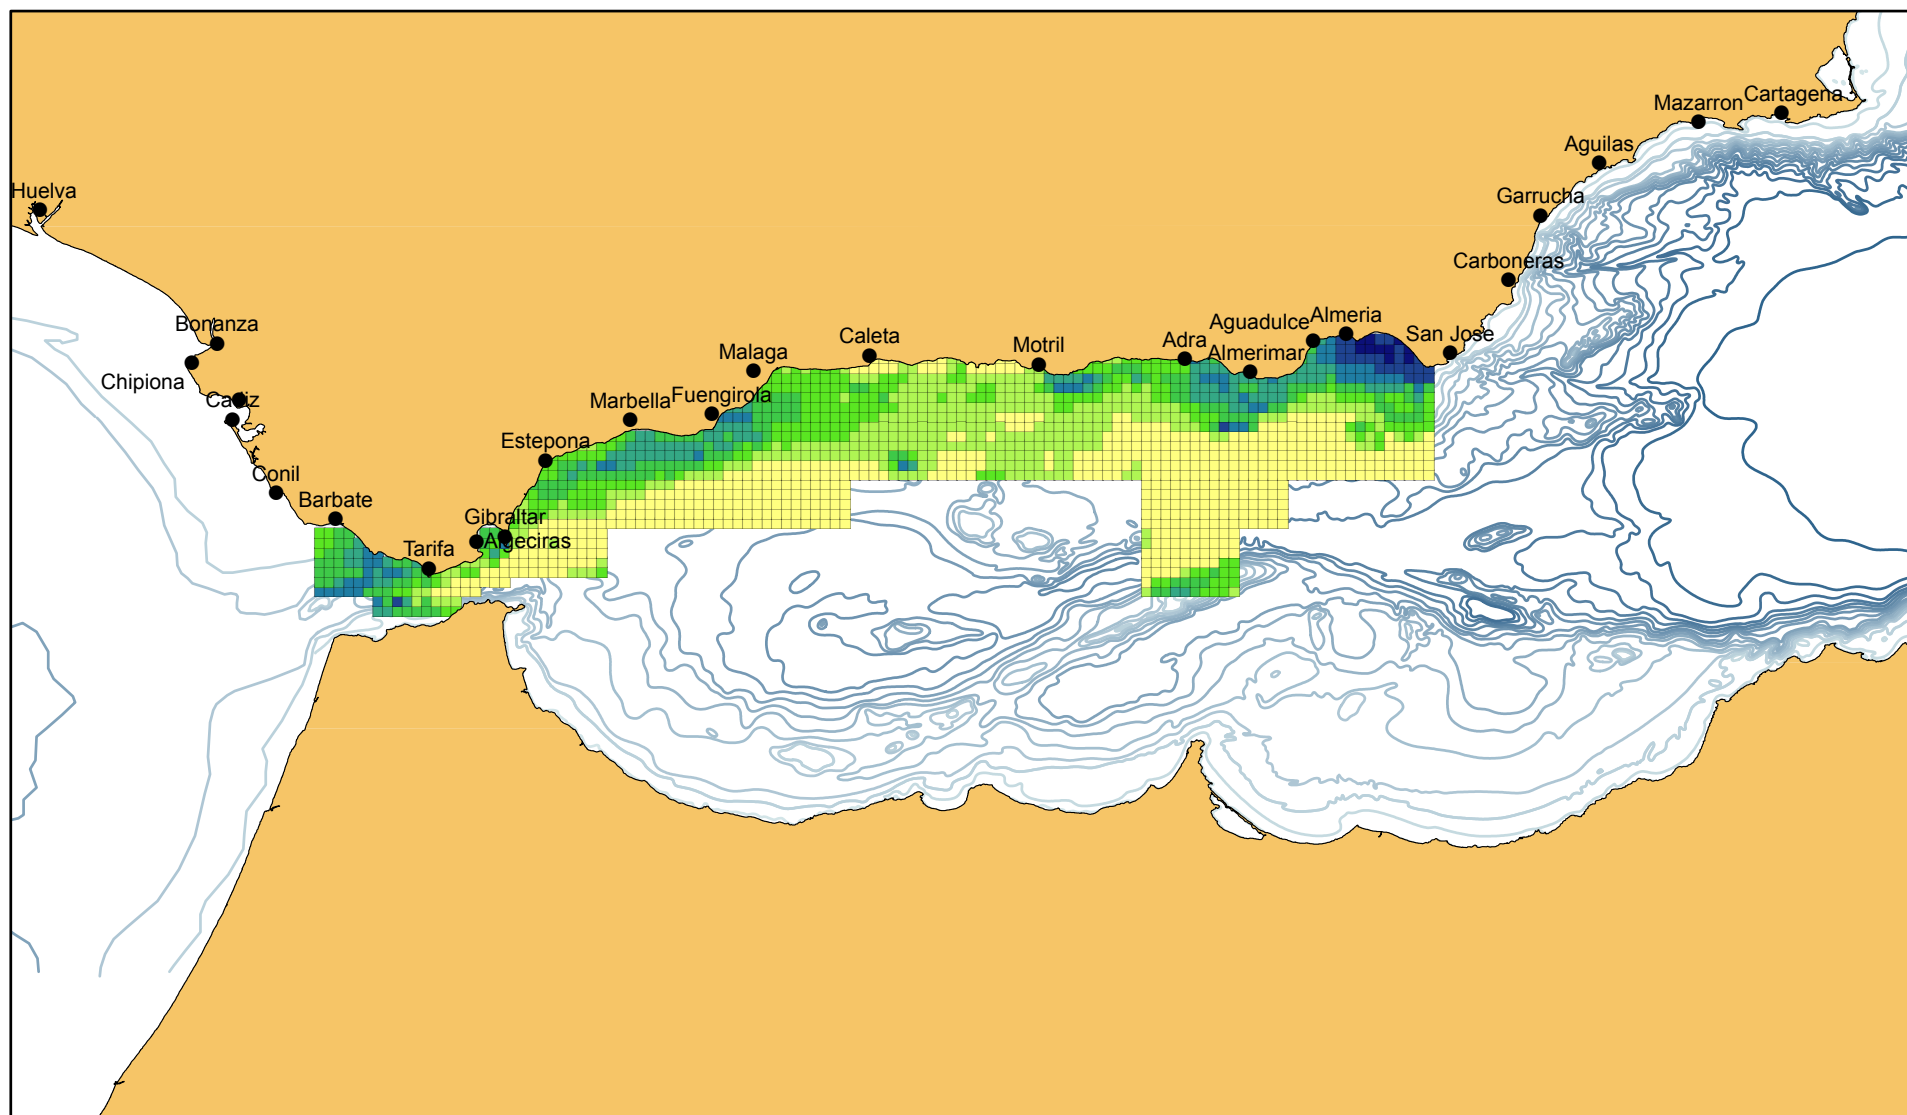 Cartagena
Mazarron
Aguilas
Huelva
Garrucha
Carboneras
Bonanza
Almeria
Aguadulce
San Jose
Caleta
Motril
Adra
Malaga
Almerimar
Chipiona
Fuengirola
Cadiz
Marbella
Estepona
Conil
Barbate
Gibraltar
Tarifa
Algeciras